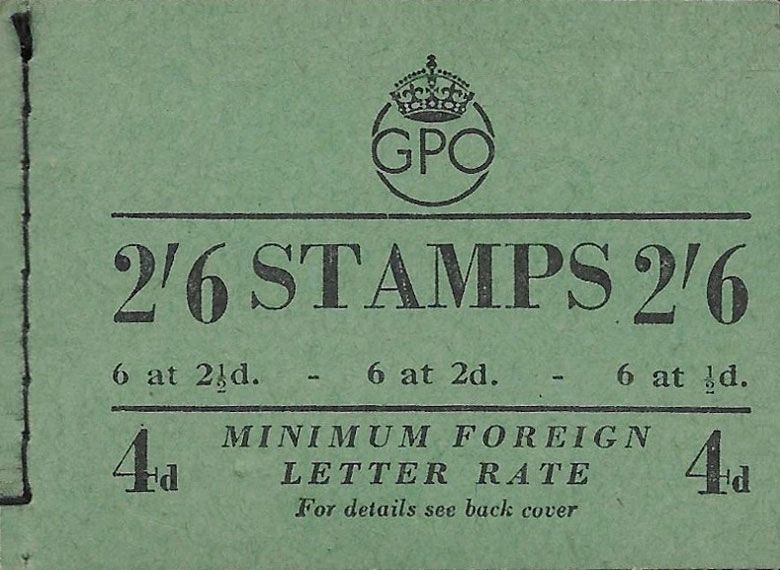 GPO
2'6 STAMPS 2'6
6 at 2½d. - 6 at 2d. - 6 at ½d.
4d MINIMUM FOREIGN 4d
LETTER RATE
For details see back cover